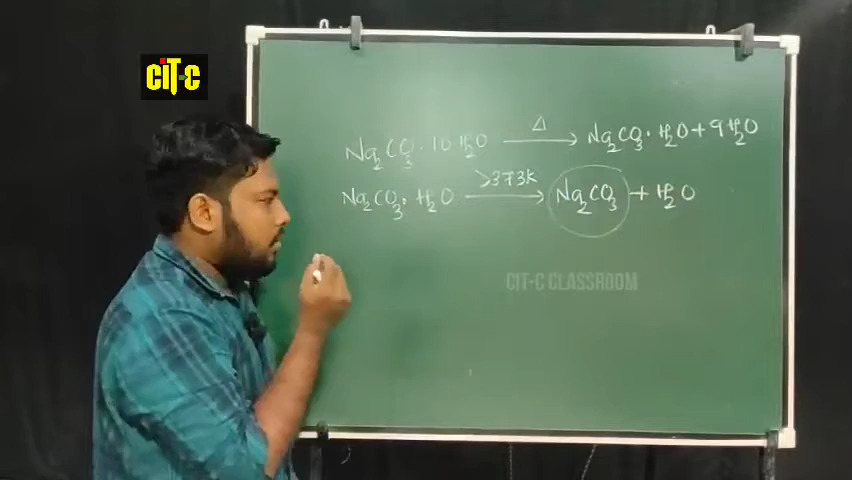 CiT-C
Na₂CO₃·10H₂O —Δ→ Na₂CO₃·H₂O + 9H₂O
Na₂CO₃·H₂O —>373K→ Na₂CO₃ + H₂O
CIT-C CLASSROOM